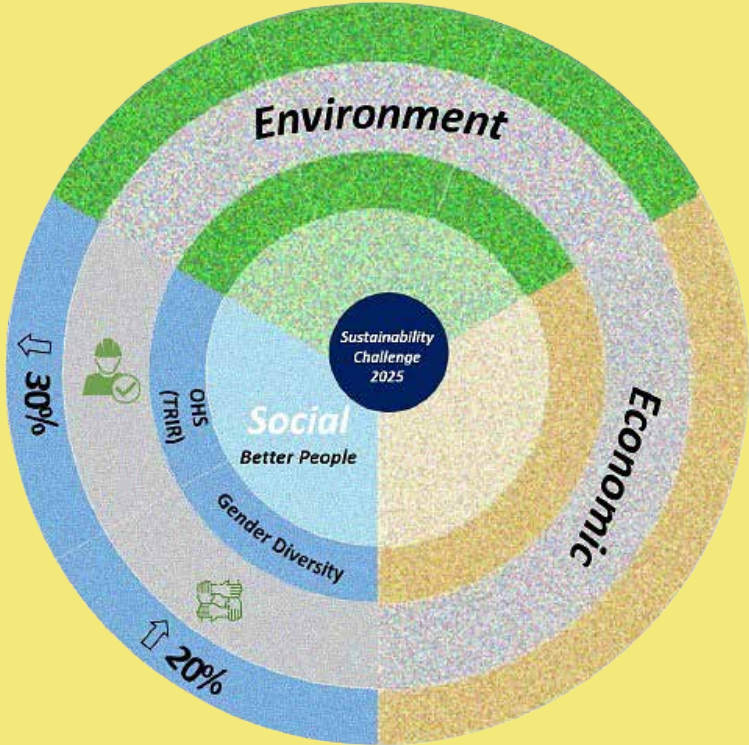 Environment
Sustainability
Challenge
2025
Economic
Social
Better People
OHS
(TRIR)
Gender Diversity
30%
20%